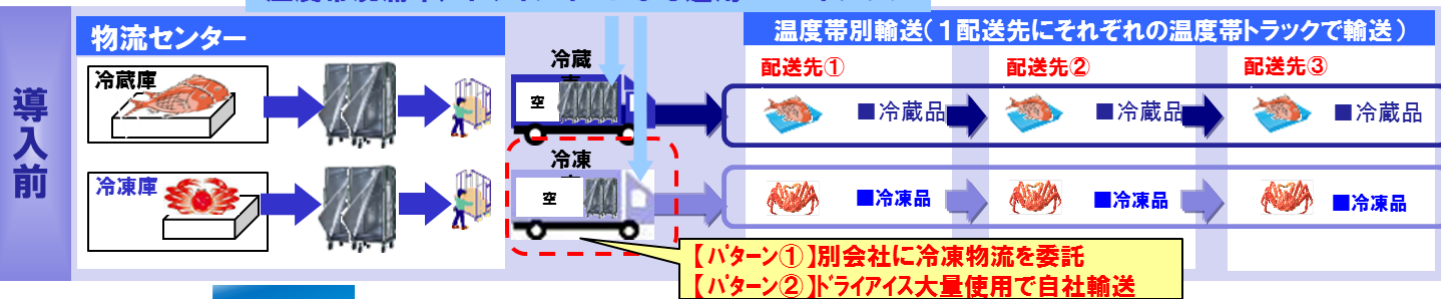 物流センター
温度帯別輸送(1配送先にそれぞれの温度帯トラックで輸送)
導入前
冷蔵庫
冷蔵
空
配送先①
配送先②
配送先③
■冷蔵品
■冷蔵品
■冷蔵品
冷凍庫
冷凍
空
■冷凍品
■冷凍品
■冷凍品
【パターン①】別会社に冷凍物流を委託
【パターン②】ドライアイス大量使用で自社輸送